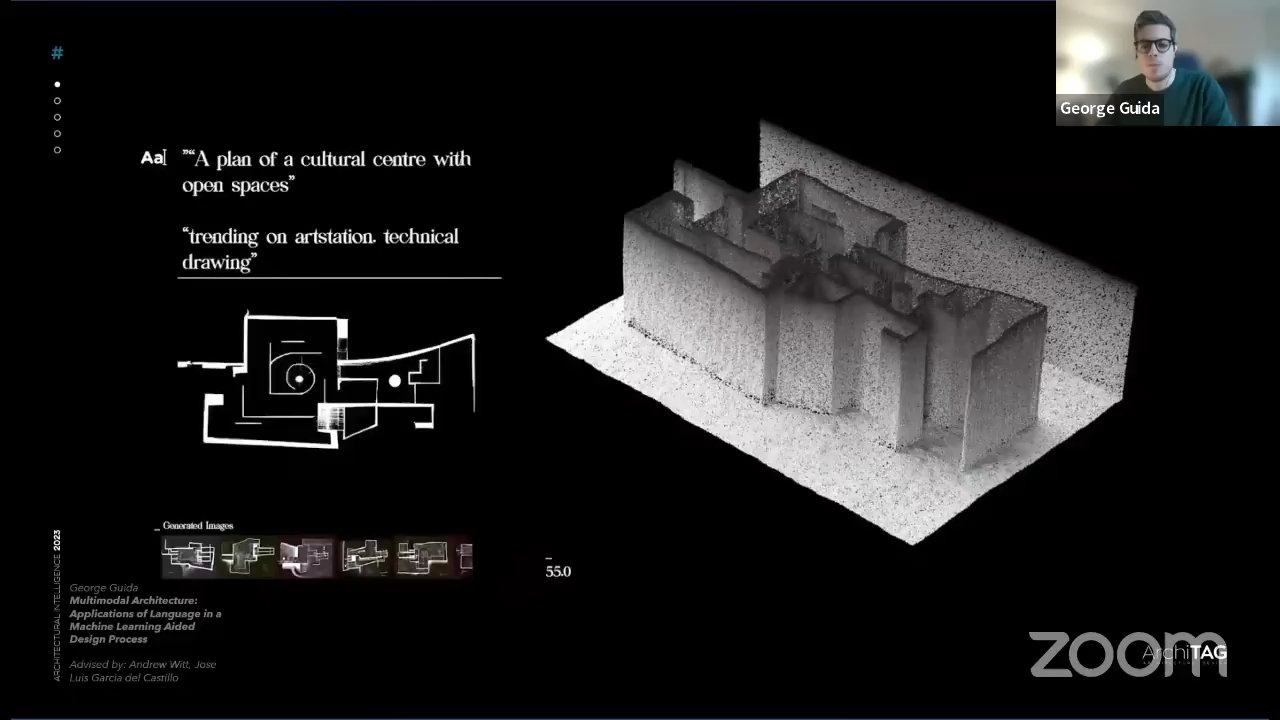 #
George Guida
Aa
"“A plan of a cultural centre with
open spaces”
“trending on artstation. technical
drawing”
_ Generated Images
55.0
ARCHITECTURAL INTELLIGENCE 2023
George Guida
Multimodal Architecture:
Applications of Language in a
Machine Learning Aided
Design Process
Advised by: Andrew Witt, Jose
Luis Garcia del Castillo
zoom
ArchiTAG